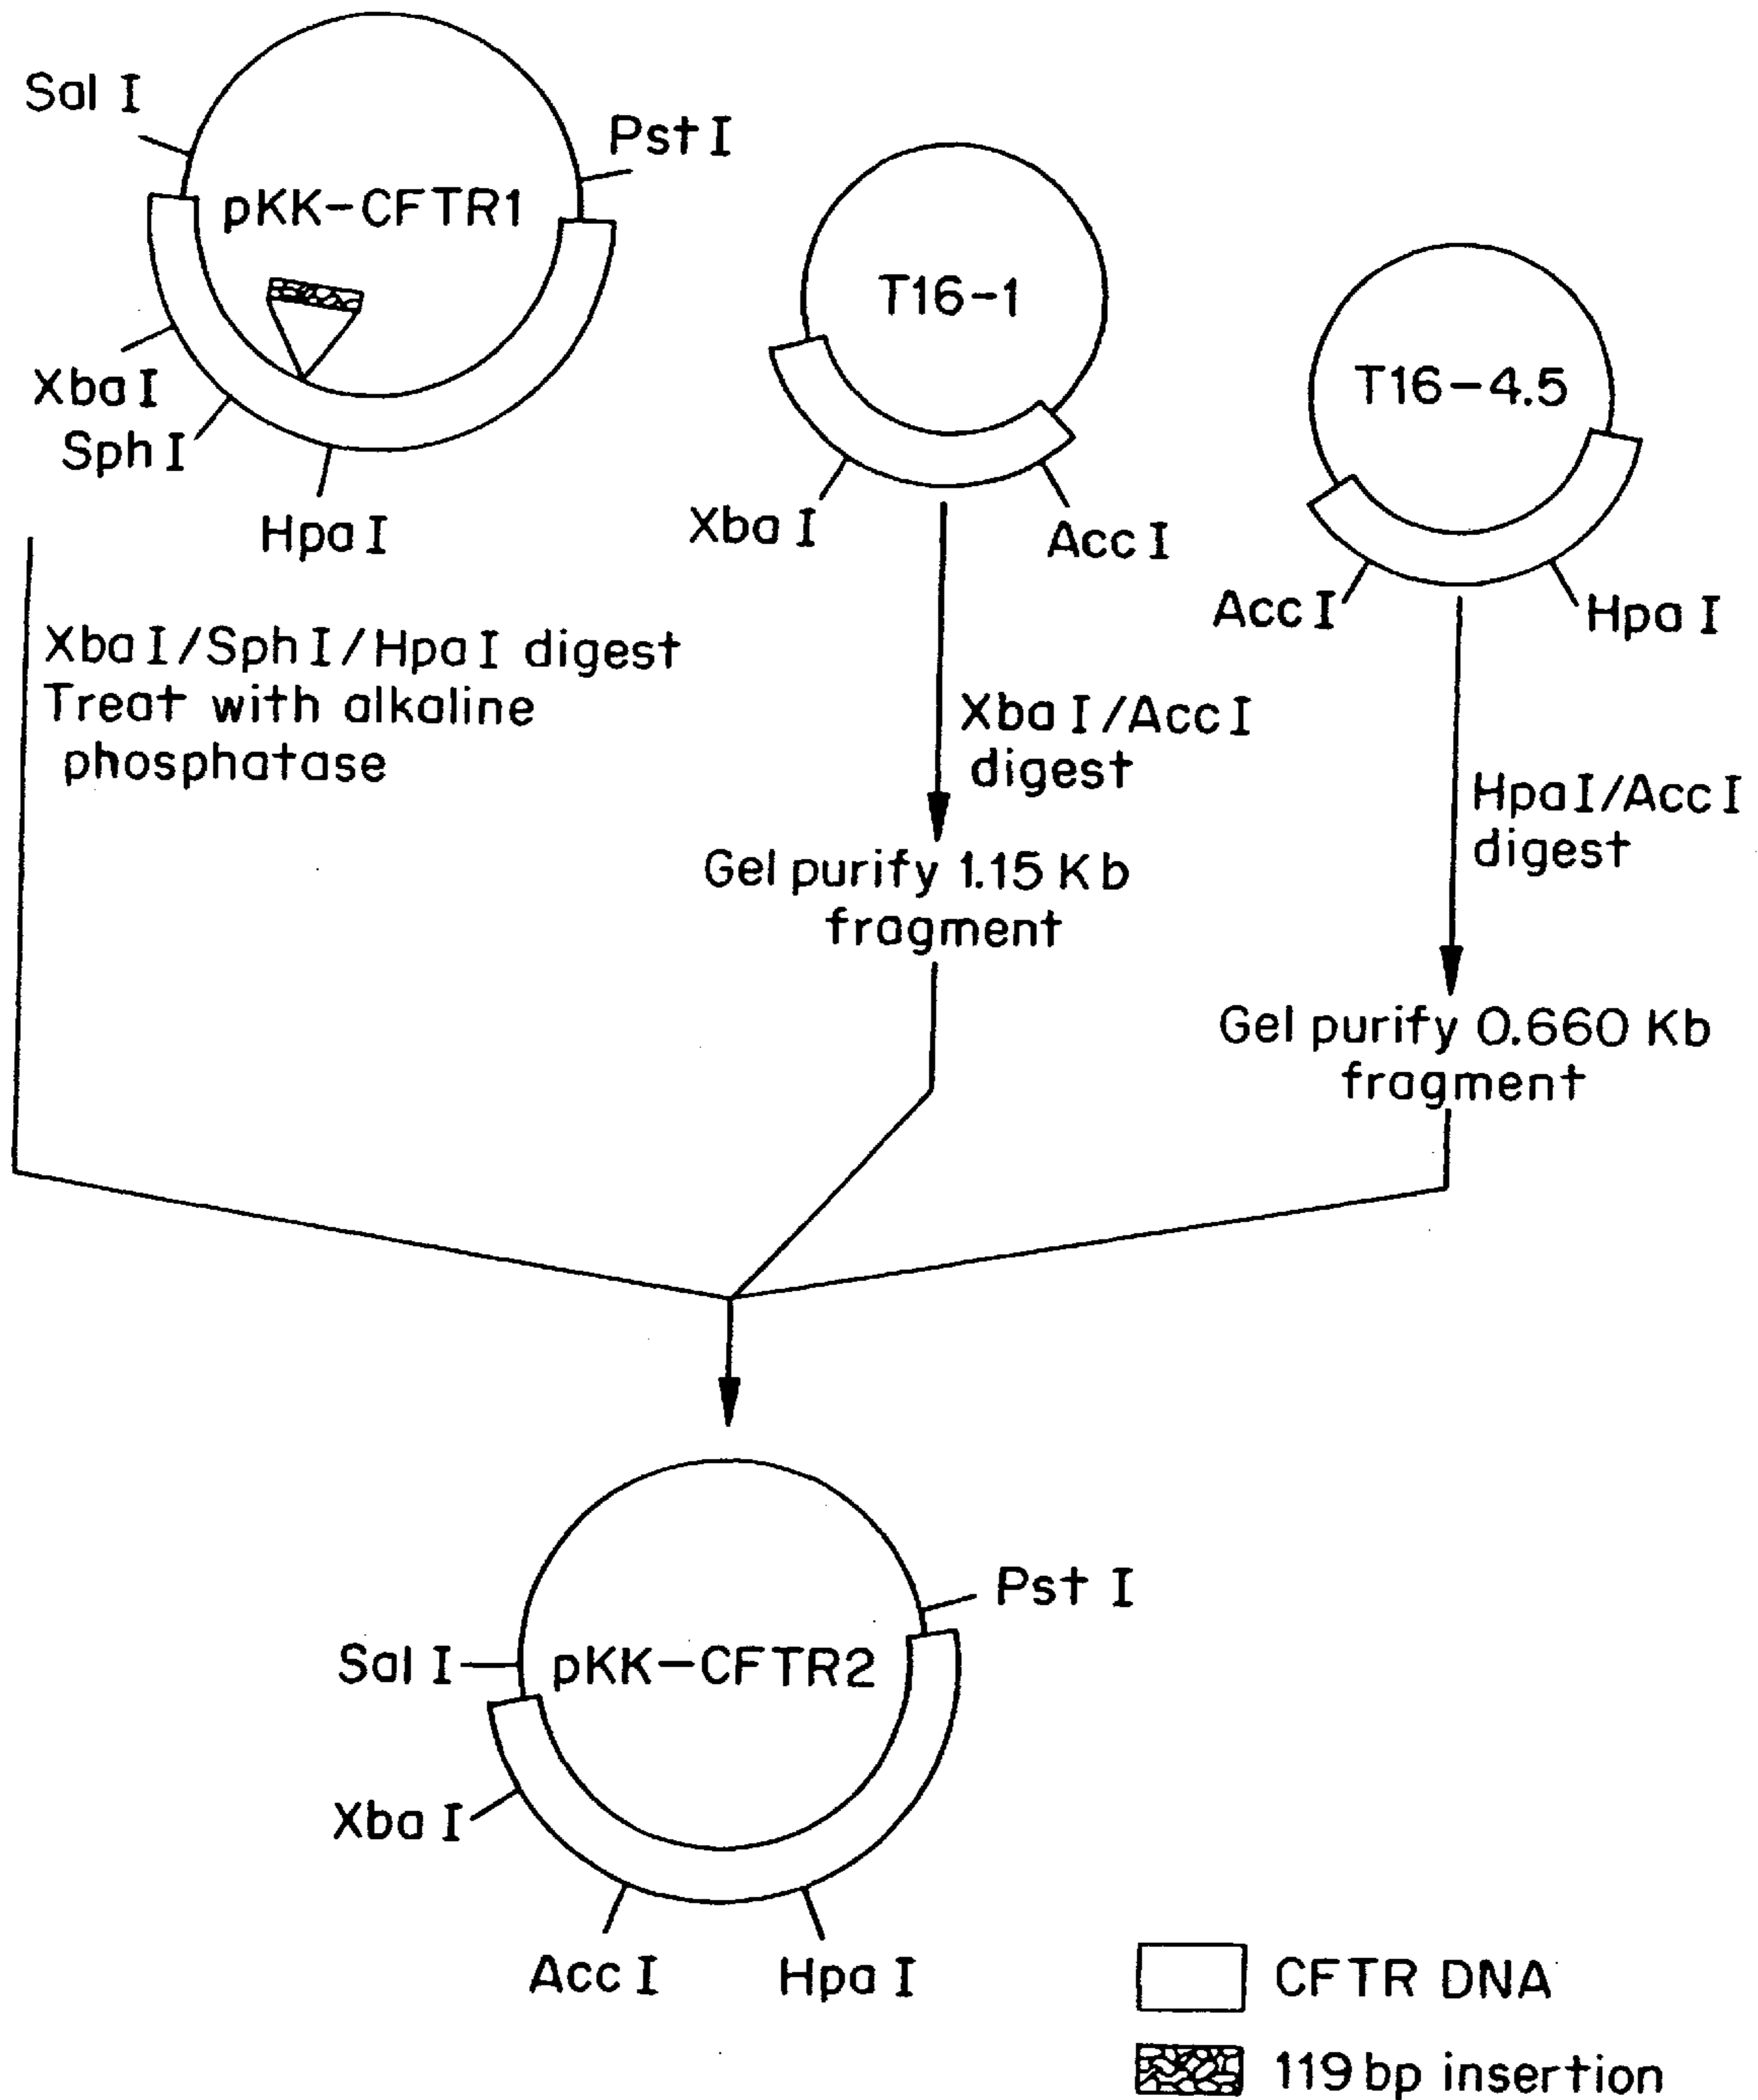 Sal I
Pst I
pKK-CFTR1
Xba I
Sph I
Hpa I
T16-1
Xba I
Acc I
T16-4.5
Acc I
Hpa I
Xba I/Sph I/Hpa I digest
Treat with alkaline
phosphatase
Xba I/Acc I
digest
Gel purify 1.15 Kb
fragment
Hpa I/Acc I
digest
Gel purify 0.660 Kb
fragment
Pst I
Sal I
pKK-CFTR2
Xba I
Acc I
Hpa I
CFTR DNA
119 bp insertion